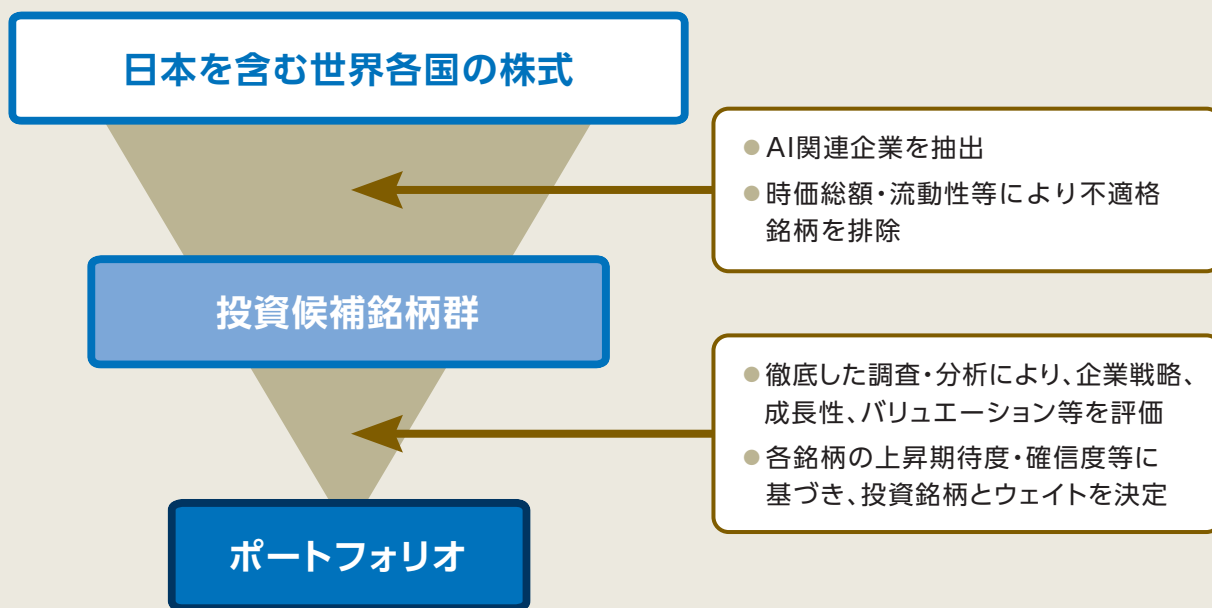 日本を含む世界各国の株式
●AI関連企業を抽出
●時価総額・流動性等により不適格
銘柄を排除
投資候補銘柄群
●徹底した調査・分析により、企業戦略、
成長性、バリュエーション等を評価
●各銘柄の上昇期待度・確信度等に
基づき、投資銘柄とウェイトを決定
ポートフォリオ